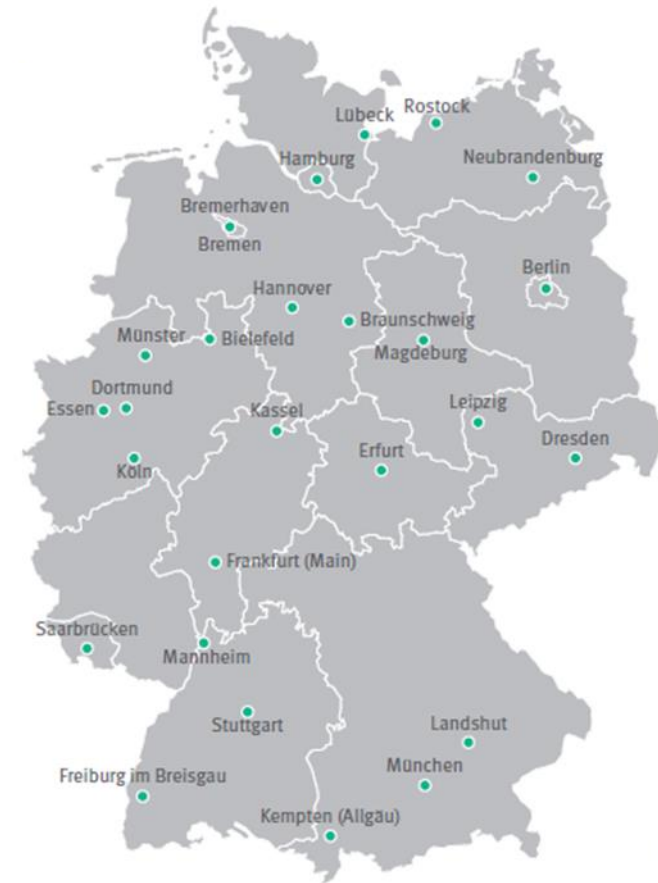 Rostock
Lübeck
Neubrandenburg
Hamburg
Bremerhaven
Bremen
Berlin
Hannover
Braunschweig
Münster
Bielefeld
Magdeburg
Dortmund
Essen
Kassel
Leipzig
Dresden
Erfurt
Köln
Frankfurt (Main)
Saarbrücken
Mannheim
Stuttgart
Landshut
München
Freiburg im Breisgau
Kempten (Allgäu)